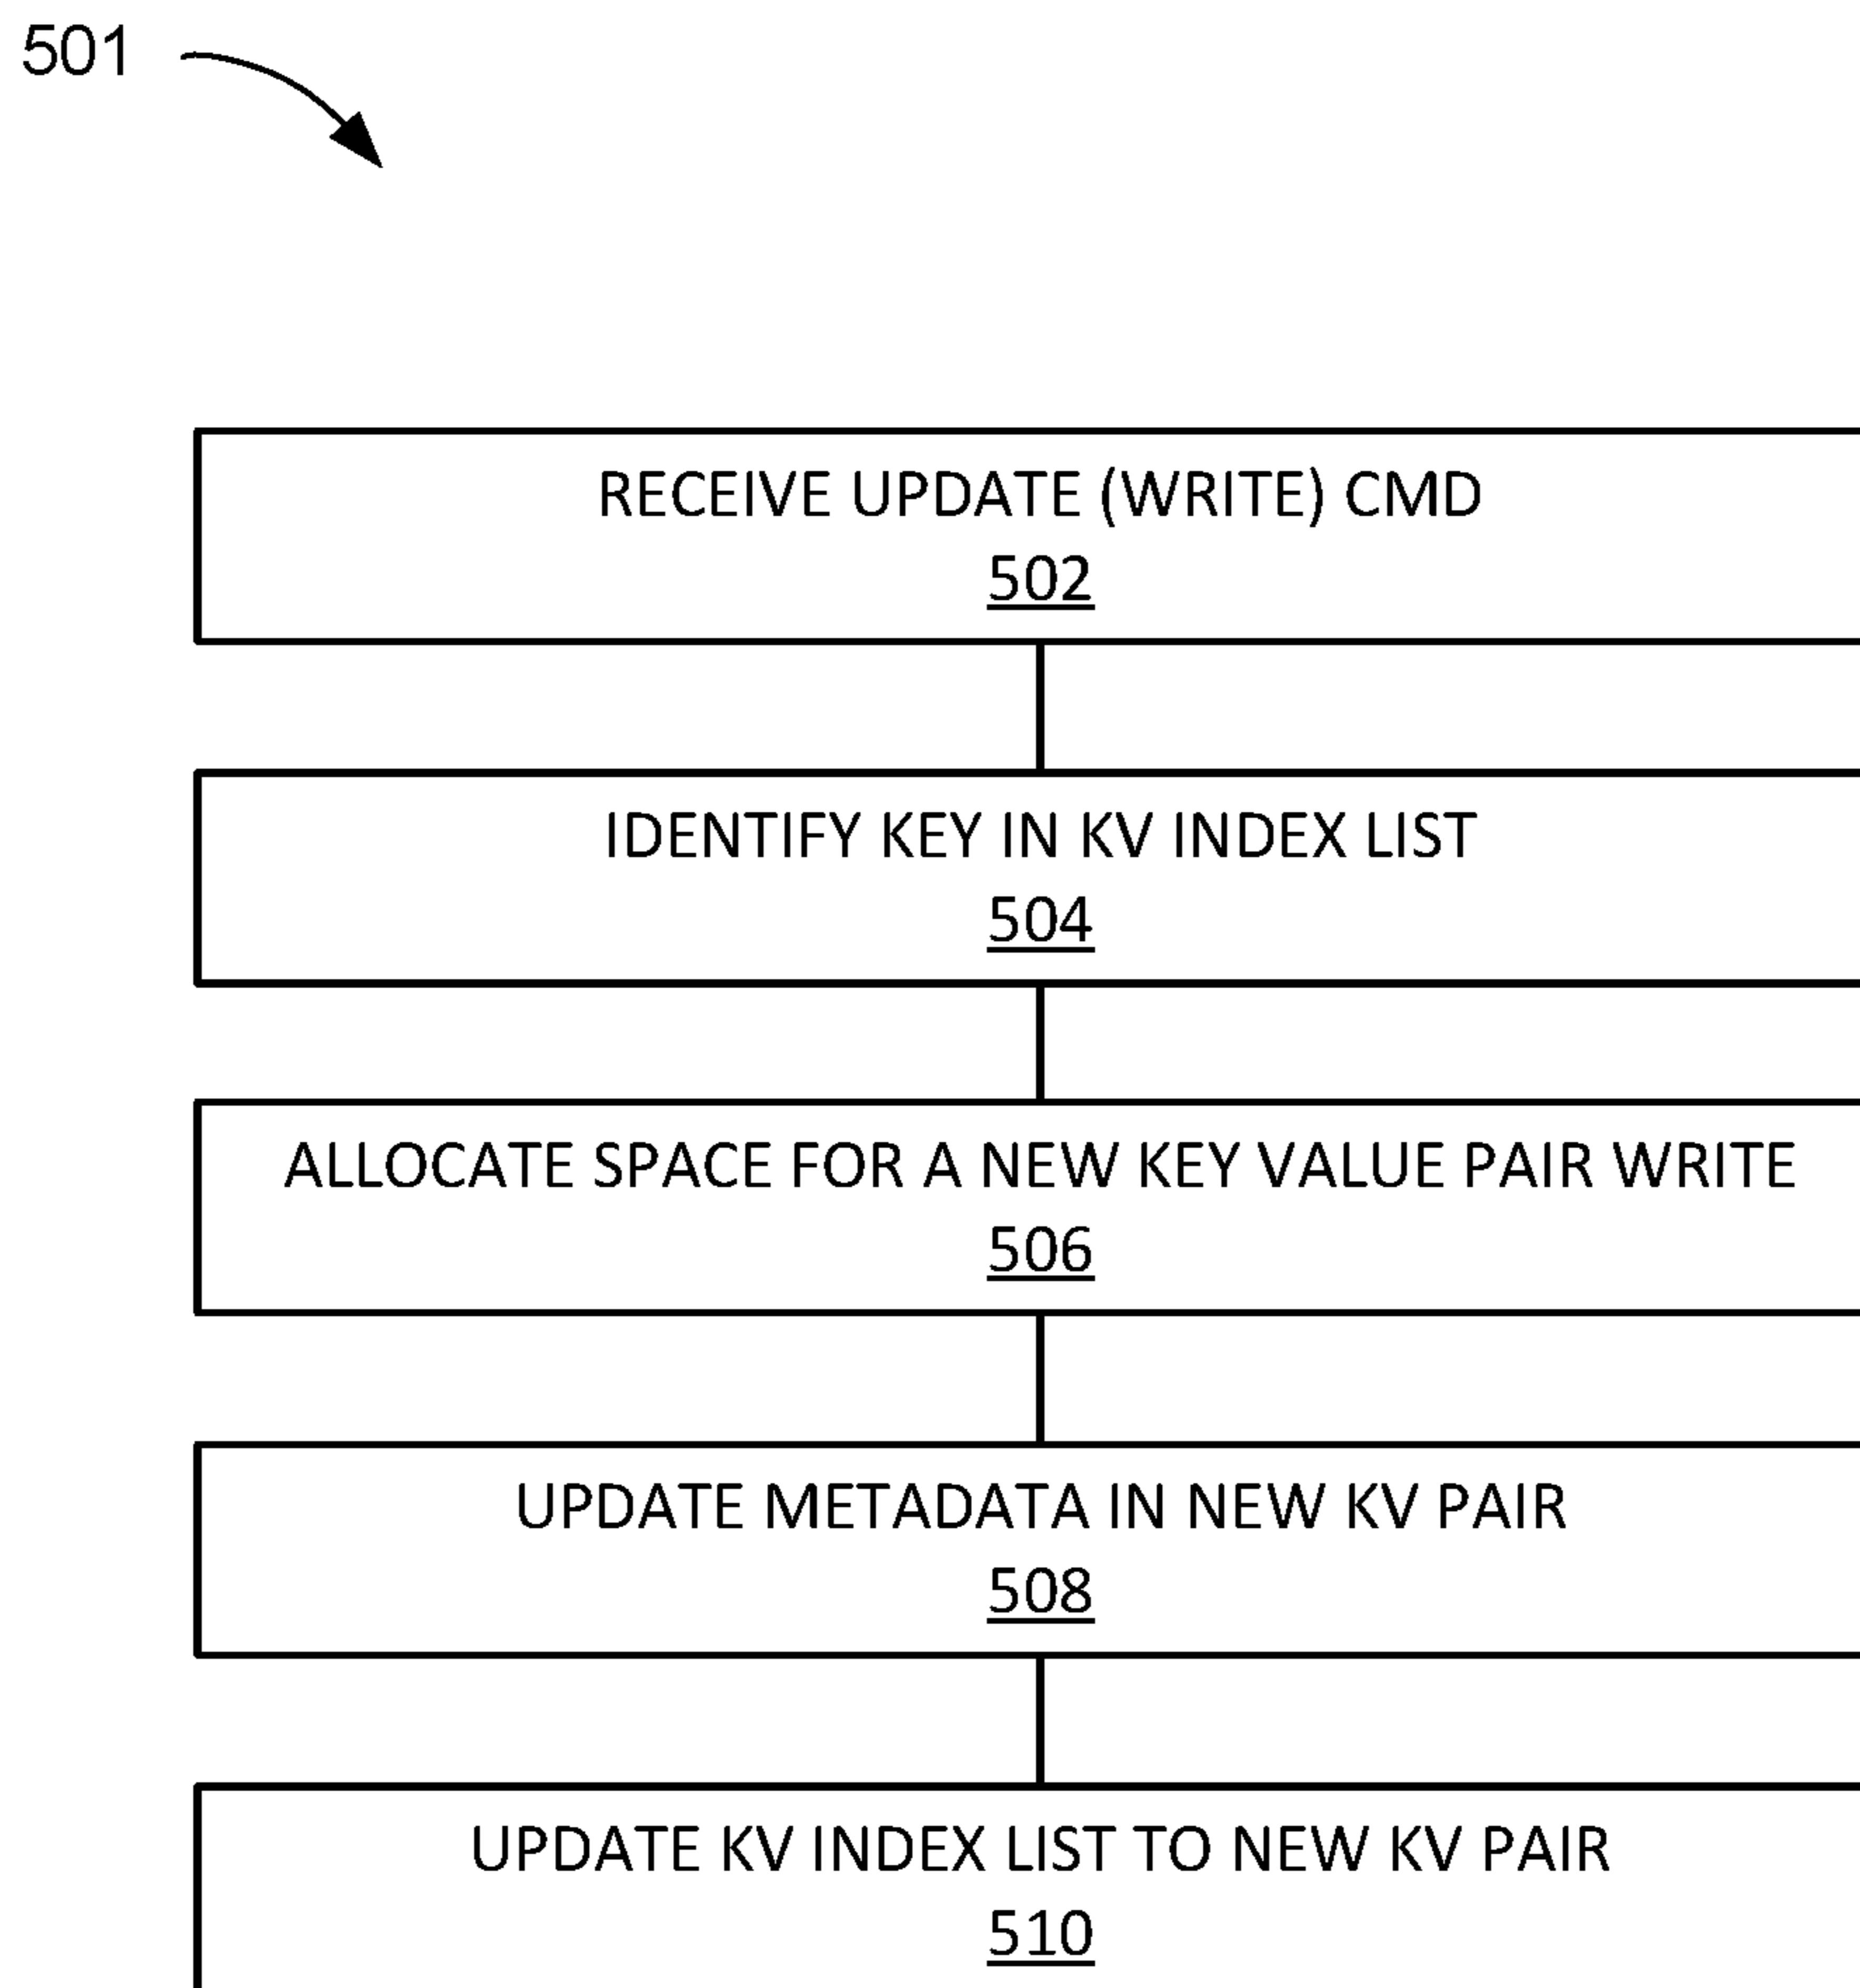 501
RECEIVE UPDATE (WRITE) CMD
502
IDENTIFY KEY IN KV INDEX LIST
504
ALLOCATE SPACE FOR A NEW KEY VALUE PAIR WRITE
506
UPDATE METADATA IN NEW KV PAIR
508
UPDATE KV INDEX LIST TO NEW KV PAIR
510